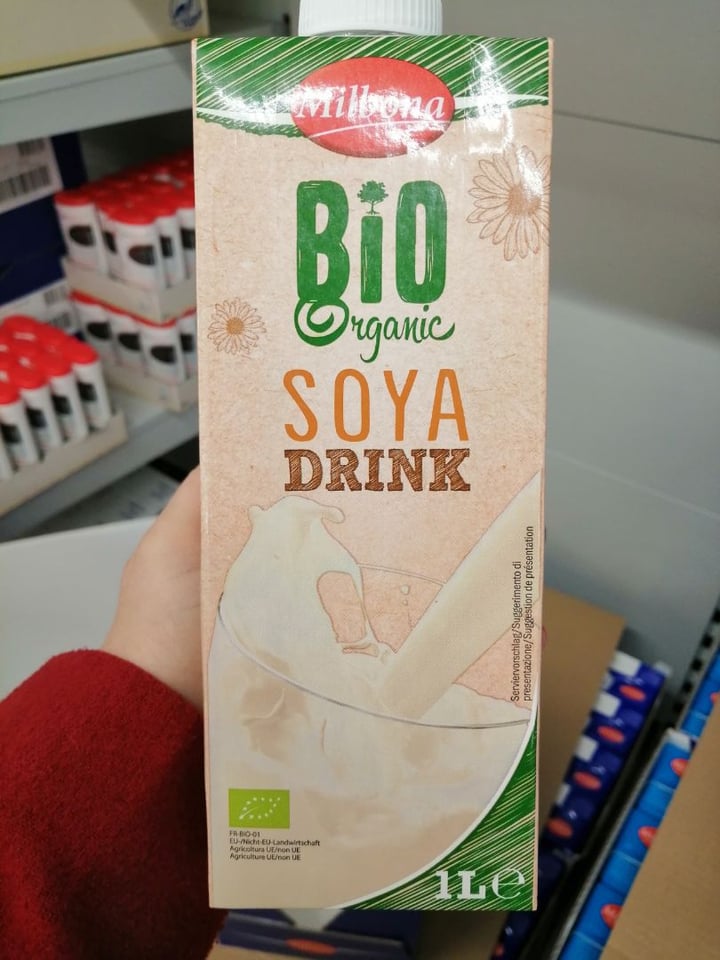 Milbona
BiO
Organic
SOYA
DRINK
Serviervorschlag/Suggerimento di
presentazione/Suggestion de présentation
FR-BIO-01
EU-/Nicht-EU-Landwirtschaft
Agricoltura UE/non UE
Agriculture UE/non UE
1L e